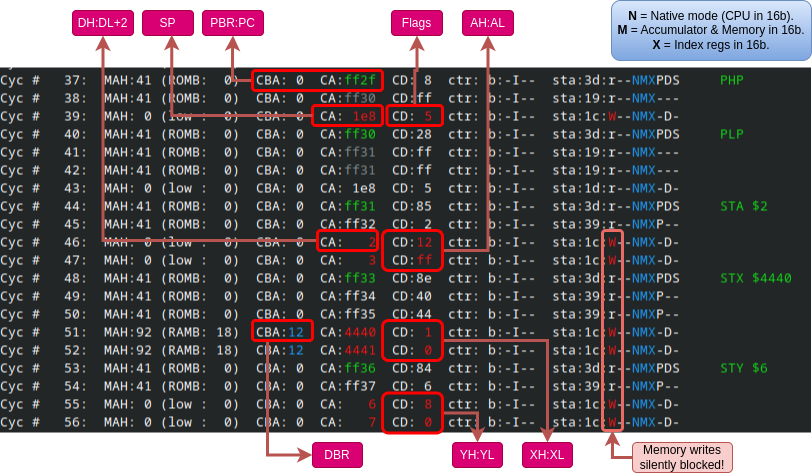 DH:DL+2 SP PBR:PC Flags AH:AL
N = Native mode (CPU in 16b).
M = Accumulator & Memory in 16b.
X = Index regs in 16b.
Cyc # 37: MAH:41 (ROMB: 0) CBA: 0 CA:ff2f CD: 8 ctr: b:-I-- sta:3d:r--NMXPDS PHP
Cyc # 38: MAH:41 (ROMB: 0) CBA: 0 CA:ff30 CD:ff ctr: b:-I-- sta:19:r--NMX---
Cyc # 39: MAH: 0 (low : 0) CBA: 0 CA: 1e8 CD: 5 ctr: b:-I-- sta:1c:W--NMX-D-
Cyc # 40: MAH:41 (ROMB: 0) CBA: 0 CA:ff30 CD:28 ctr: b:-I-- sta:3d:r--NMXPDS PLP
Cyc # 41: MAH:41 (ROMB: 0) CBA: 0 CA:ff31 CD:ff ctr: b:-I-- sta:19:r--NMX---
Cyc # 42: MAH:41 (ROMB: 0) CBA: 0 CA:ff31 CD:ff ctr: b:-I-- sta:19:r--NMX---
Cyc # 43: MAH: 0 (low : 0) CBA: 0 CA: 1e8 CD: 5 ctr: b:-I-- sta:1d:r--NMX-D-
Cyc # 44: MAH:41 (ROMB: 0) CBA: 0 CA:ff31 CD:85 ctr: b:-I-- sta:3d:r--NMXPDS STA $2
Cyc # 45: MAH:41 (ROMB: 0) CBA: 0 CA:ff32 CD: 2 ctr: b:-I-- sta:39:r--NMXP--
Cyc # 46: MAH: 0 (low : 0) CBA: 0 CA: 2 CD:12 ctr: b:-I-- sta:1c:W--NMX-D-
Cyc # 47: MAH: 0 (low : 0) CBA: 0 CA: 3 CD:ff ctr: b:-I-- sta:1c:W--NMX-D-
Cyc # 48: MAH:41 (ROMB: 0) CBA: 0 CA:ff33 CD:8e ctr: b:-I-- sta:3d:r--NMXPDS STX $4440
Cyc # 49: MAH:41 (ROMB: 0) CBA: 0 CA:ff34 CD:40 ctr: b:-I-- sta:39:r--NMXP--
Cyc # 50: MAH:41 (ROMB: 0) CBA: 0 CA:ff35 CD:44 ctr: b:-I-- sta:39:r--NMXP--
Cyc # 51: MAH:92 (RAMB: 18) CBA:12 CA:4440 CD: 1 ctr: b:-I-- sta:1c:W--NMX-D-
Cyc # 52: MAH:92 (RAMB: 18) CBA:12 CA:4441 CD: 0 ctr: b:-I-- sta:1c:W--NMX-D-
Cyc # 53: MAH:41 (ROMB: 0) CBA: 0 CA:ff36 CD:84 ctr: b:-I-- sta:3d:r--NMXPDS STY $6
Cyc # 54: MAH:41 (ROMB: 0) CBA: 0 CA:ff37 CD: 6 ctr: b:-I-- sta:39:r--NMXP--
Cyc # 55: MAH: 0 (low : 0) CBA: 0 CA: 6 CD: 8 ctr: b:-I-- sta:1c:W--NMX-D-
Cyc # 56: MAH: 0 (low : 0) CBA: 0 CA: 7 CD: 0 ctr: b:-I-- sta:1c:W--NMX-D-
DBR YH:YL XH:XL
Memory writes
silently blocked!